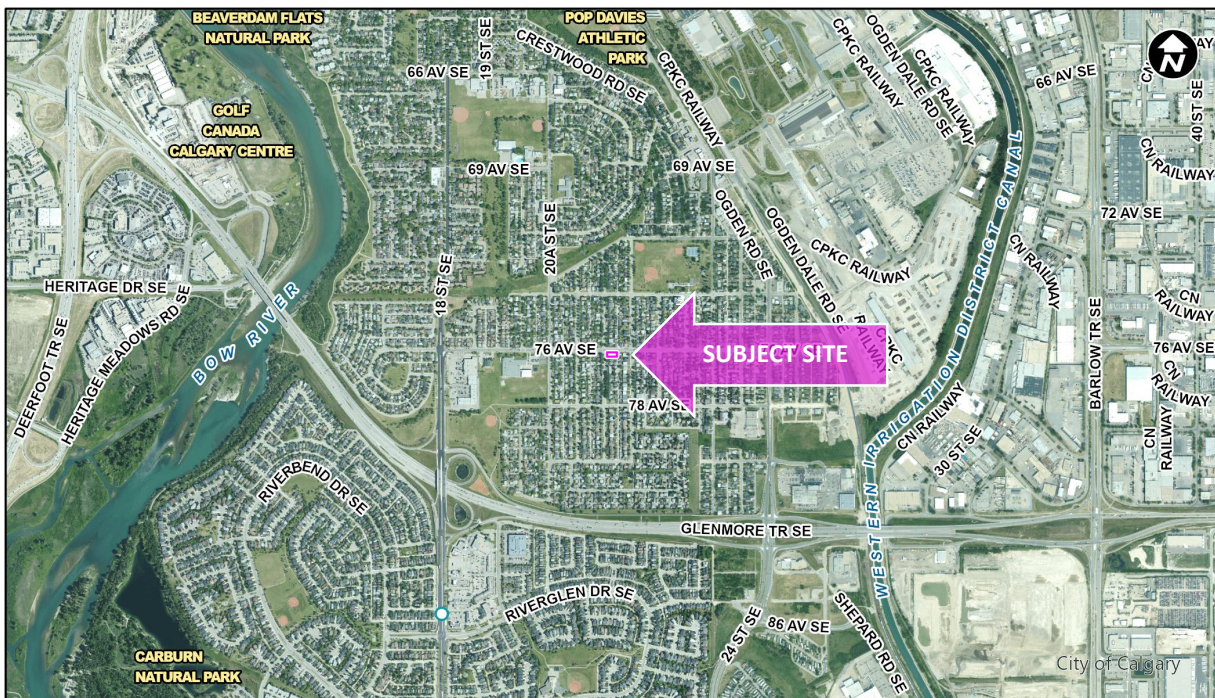 BEAVERDAM FLATS
NATURAL PARK
POP DAVIES
ATHLETIC
PARK
19 ST SE
CRESTWOOD RD SE
CPKC RAILWAY
CPKC RAILWAY
OGDEN DALE RD SE
CPKC RAILWAY
66 AV SE
66 AV SE
CN
AY
N
40 ST SE
GOLF
CANADA
CALGARY CENTRE
69 AV SE
69 AV SE
CN RAILWAY
20A ST SE
OGDEN RD SE
OGDEN DALE RD SE
CPKC RAILWAY
WESTERN IRRIGATION DISTRICT CANAL
72 AV SE
CN RAILWAY
HERITAGE DR SE
HERITAGE MEADOWS RD SE
BOW RIVER
18 ST SE
CN
RAILWAY
DEERFOOT TR SE
76 AV SE
SUBJECT SITE
CPKC
RAILWAY
BARLOW TR SE
76 AV SE
CN
RAILWAY
78 AV SE
CN RAILWAY
30 ST SE
CN
RAILWAY
RIVERBEND DR SE
GLENMORE TR SE
RIVERGLEN DR SE
24 ST SE
86 AV SE
SHEPARD RD SE
CARBURN
NATURAL PARK
City of Calgary